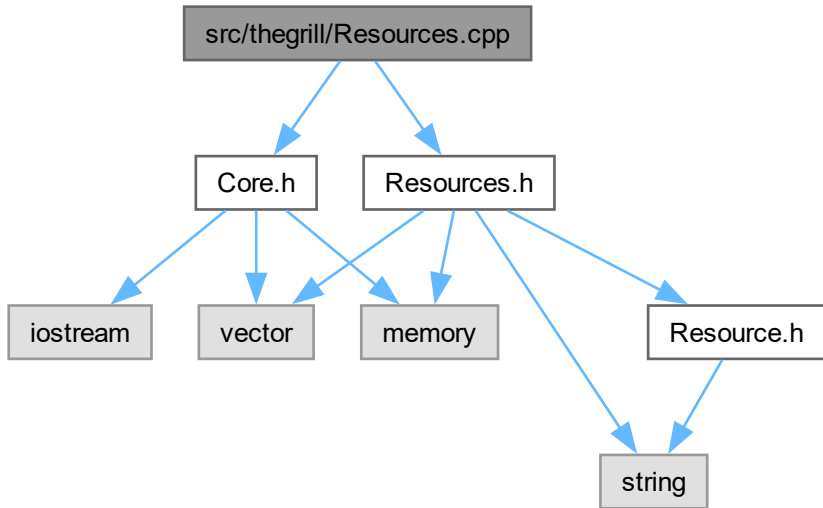 src/thegrill/Resources.cpp
Core.h
Resources.h
iostream
vector
memory
Resource.h
string